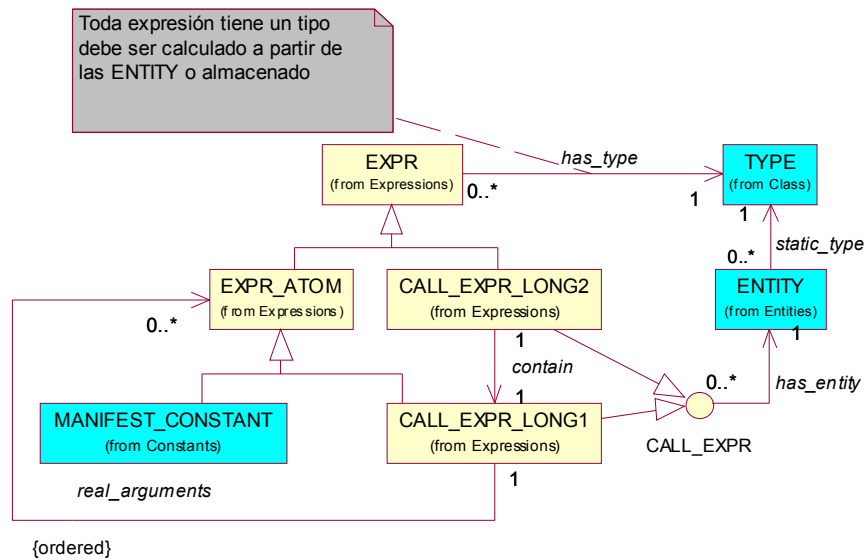 Toda expresión tiene un tipo
debe ser calculado a partir de
las ENTITY o almacenado
EXPR
(from Expressions)
has_type
0..*
1
TYPE
(from Class)
1
static_type
0..*
EXPR_ATOM
(from Expressions)
0..*
CALL_EXPR_LONG2
(from Expressions)
1
ENTITY
(from Entities)
1
contain
1
0..*
has_entity
MANIFEST_CONSTANT
(from Constants)
CALL_EXPR_LONG1
(from Expressions)
1
CALL_EXPR
real_arguments
{ordered}